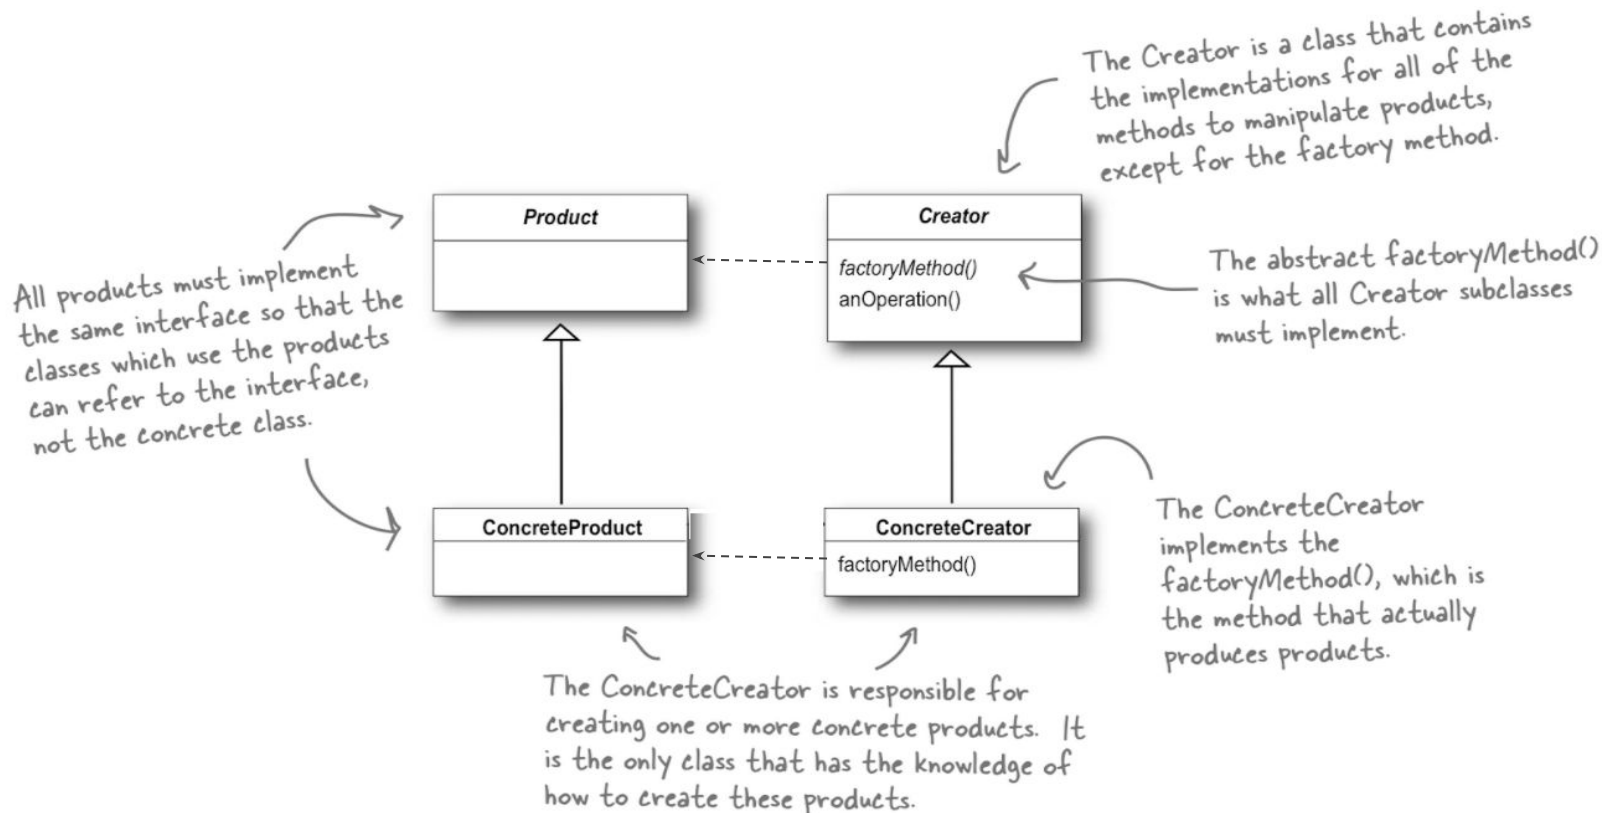 The Creator is a class that contains
the implementations for all of the
methods to manipulate products,
except for the factory method.
Product
Creator
factoryMethod()
anOperation()
The abstract factoryMethod()
is what all Creator subclasses
must implement.
All products must implement
the same interface so that the
classes which use the products
can refer to the interface,
not the concrete class.
ConcreteProduct
ConcreteCreator
factoryMethod()
The ConcreteCreator
implements the
factoryMethod(), which is
the method that actually
produces products.
The ConcreteCreator is responsible for
creating one or more concrete products. It
is the only class that has the knowledge of
how to create these products.